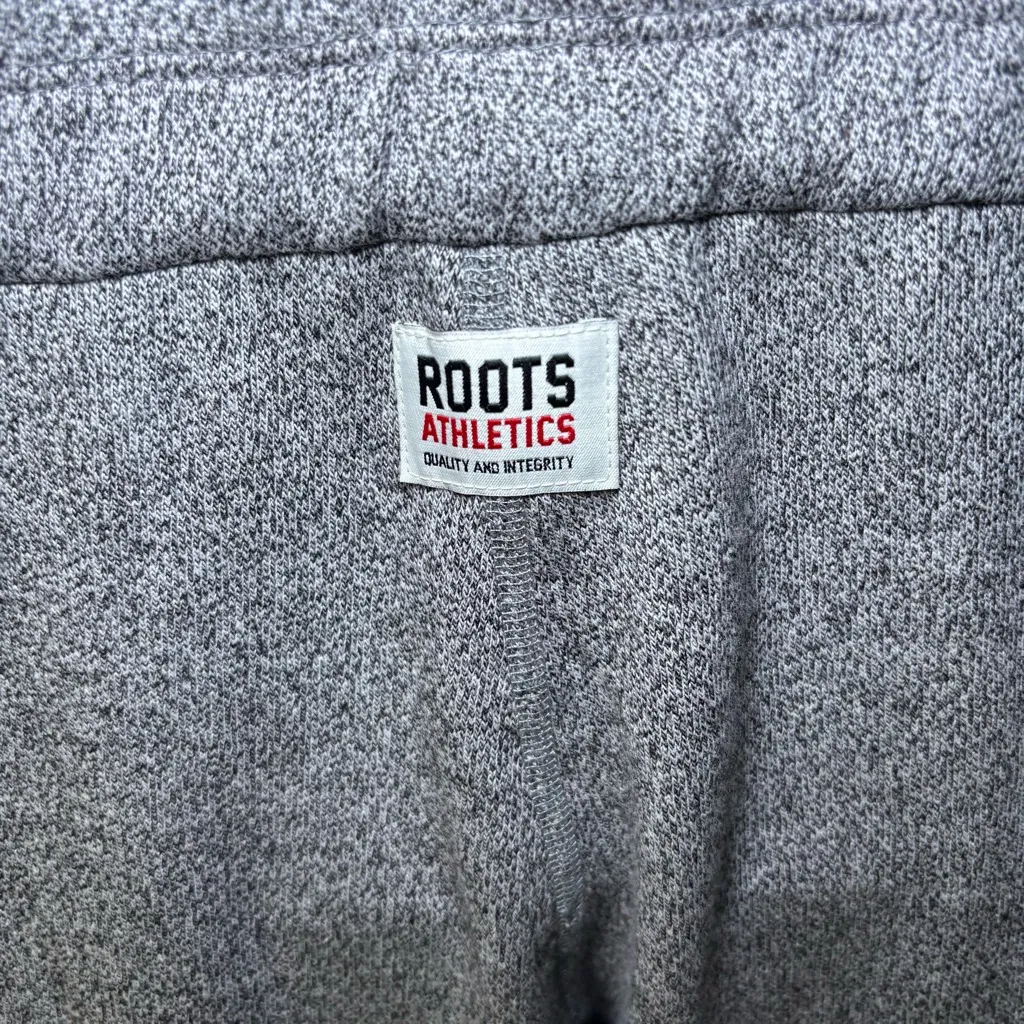 ROOTS
ATHLETICS
QUALITY AND INTEGRITY